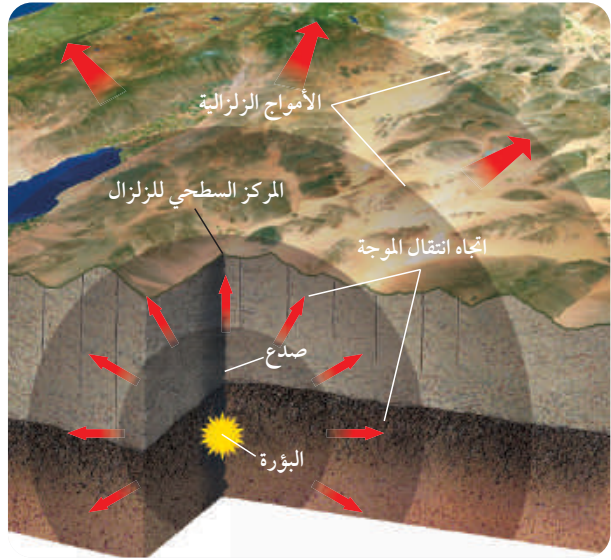 الأمواج الزلزالية
المركز السطحي للزلزال
اتجاه انتقال الموجة
صدع
البؤرة